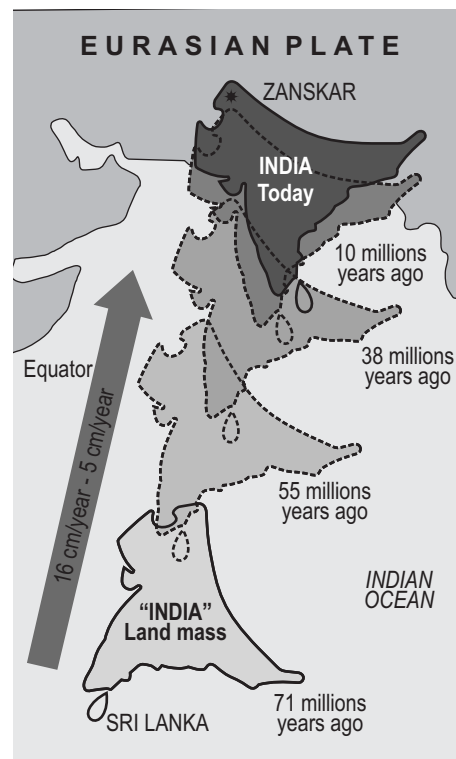 EURASIAN PLATE
ZANSKAR
INDIA
Today
10 millions
years ago
38 millions
years ago
Equator
16 cm/year - 5 cm/year
55 millions
years ago
INDIAN
OCEAN
"INDIA"
Land mass
71 millions
years ago
SRI LANKA